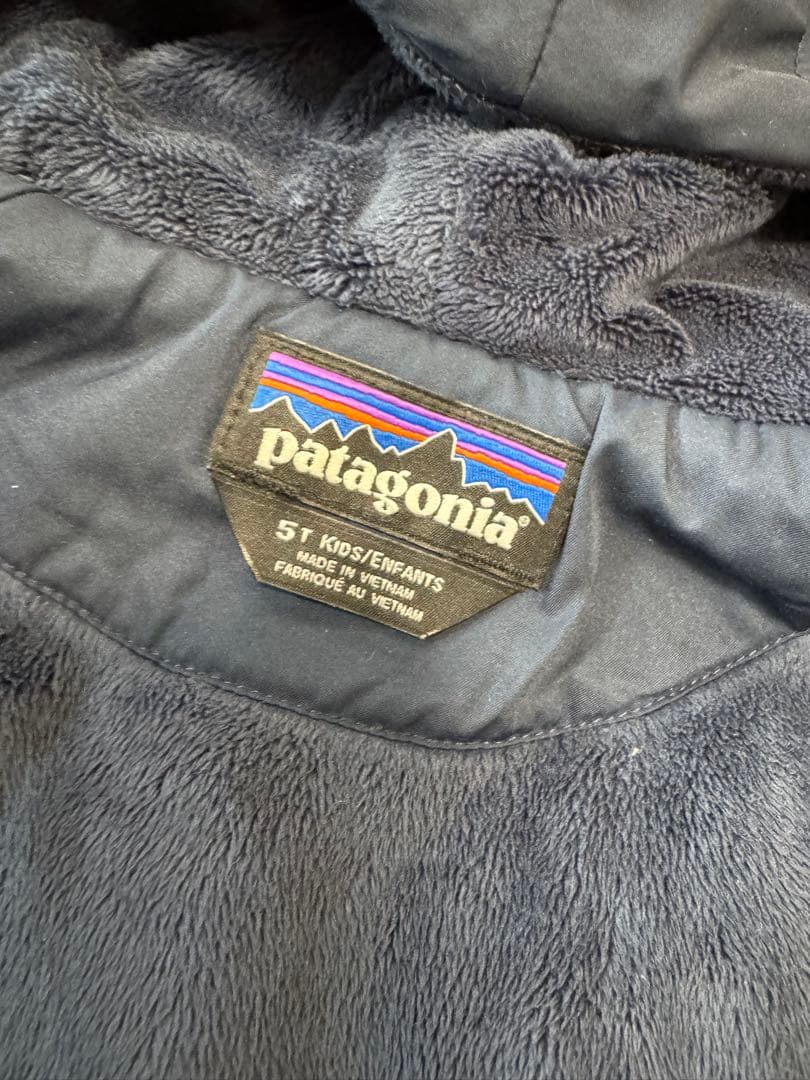 patagonia®
5T KIDS/ENFANTS
MADE IN VIETNAM
FABRIQUÉ AU VIETNAM